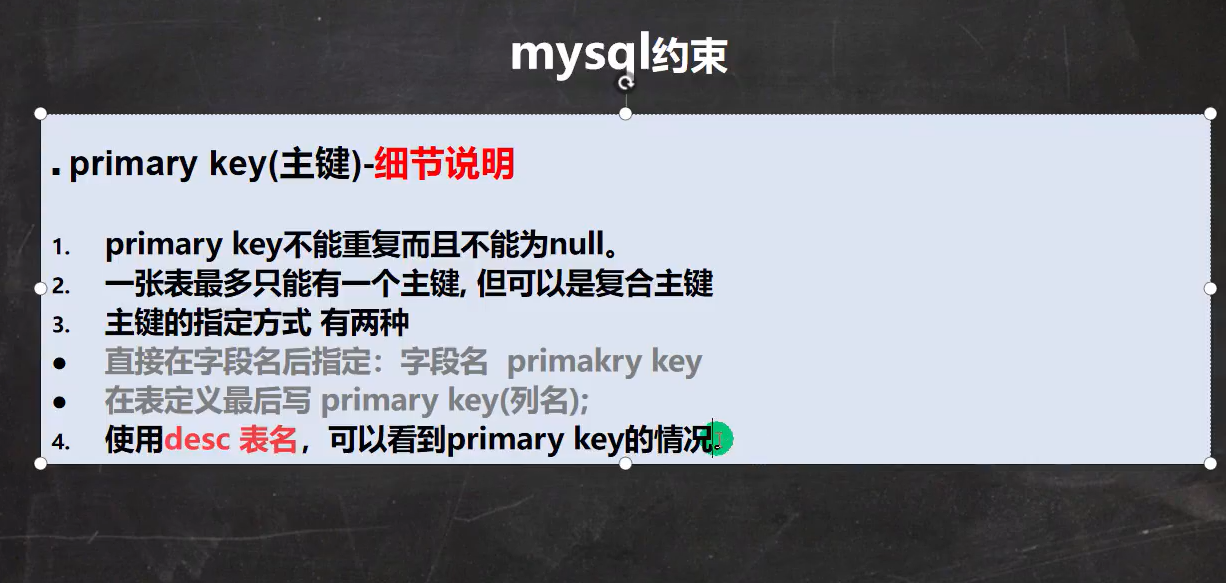 mysql约束
. primary key(主键)-细节说明
1. primary key不能重复而且不能为null。
2. 一张表最多只能有一个主键, 但可以是复合主键
3. 主键的指定方式 有两种
● 直接在字段名后指定：字段名 primakry key
● 在表定义最后写 primary key(列名);
4. 使用desc 表名，可以看到primary key的情况。